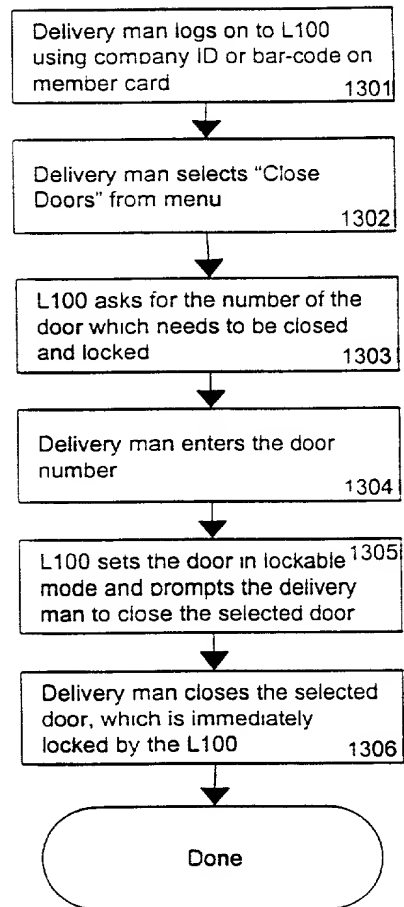 Delivery man logs on to L100
using company ID or bar-code on
member card
1301
Delivery man selects "Close
Doors" from menu
1302
L100 asks for the number of the
door which needs to be closed
and locked
1303
Delivery man enters the door
number
1304
L100 sets the door in lockable 1305
mode and prompts the delivery
man to close the selected door
Delivery man closes the selected
door, which is immediately
locked by the L100
1306
Done